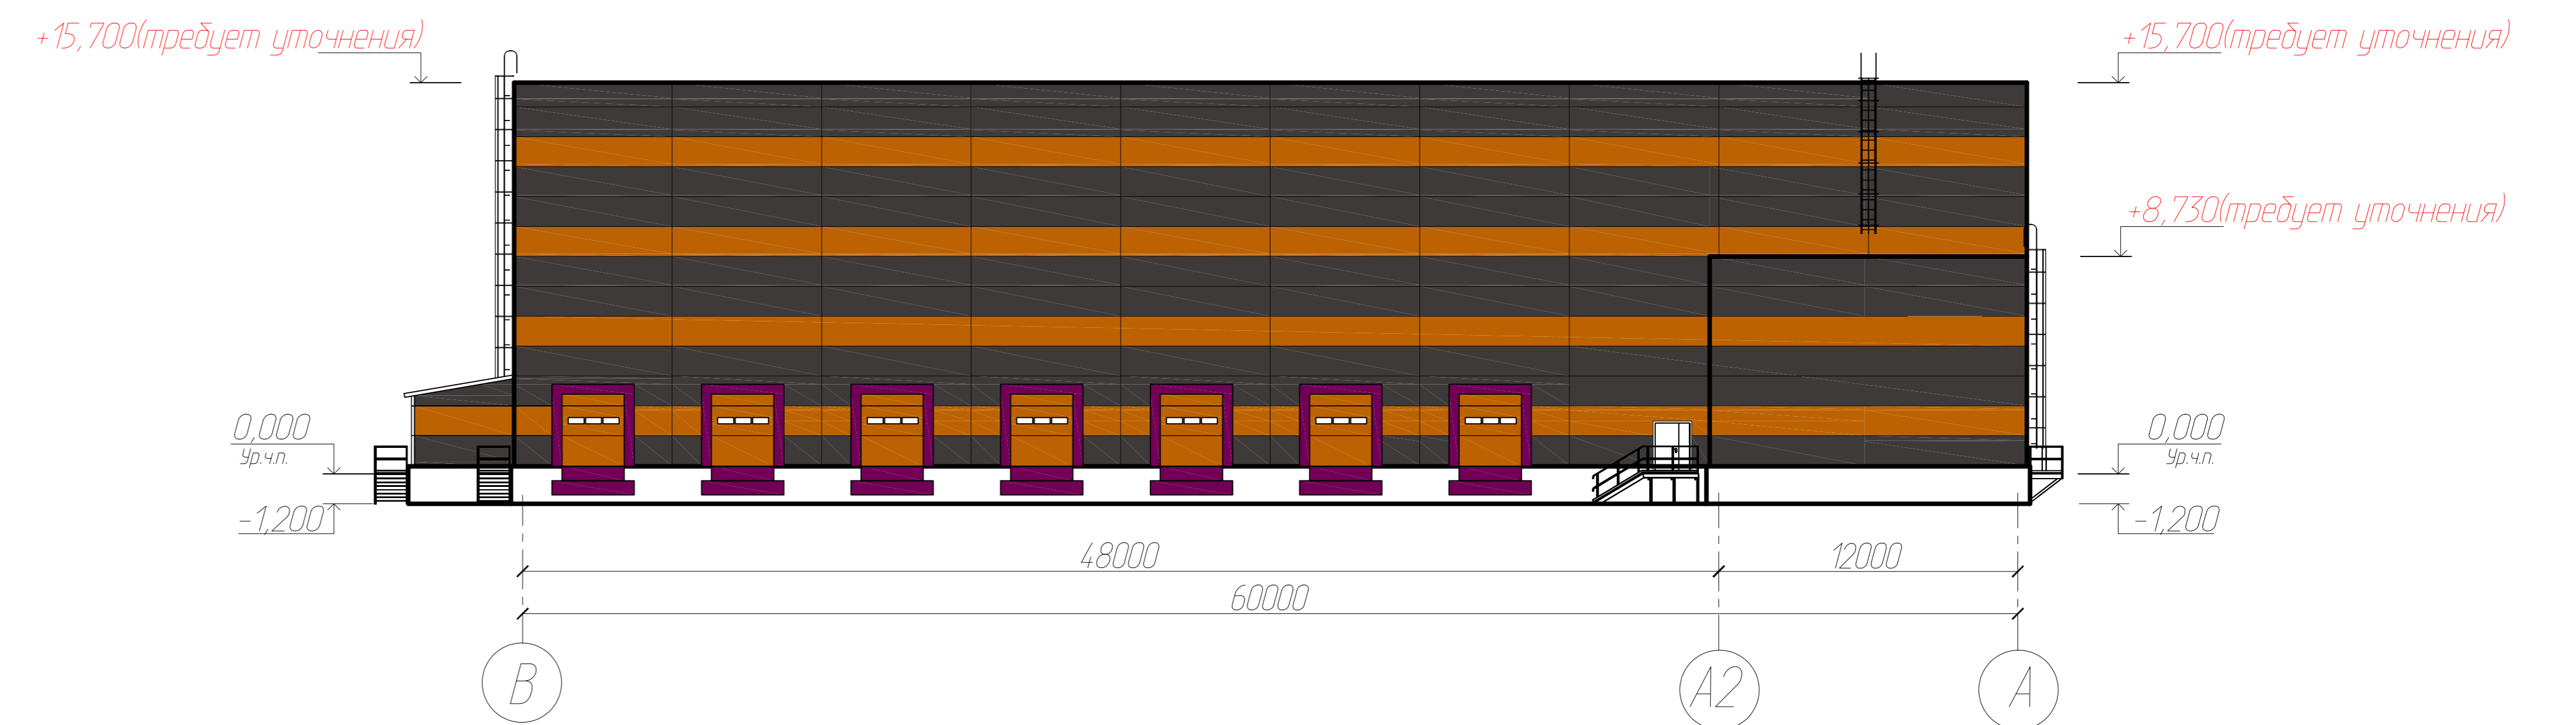 +15,700(требует уточнения)
+15,700(требует уточнения)
+8,730(требует уточнения)
0,000
Ур.ч.п.
0,000
Ур.ч.п.
-1,200
-1,200
48000
12000
60000
В
А2
А